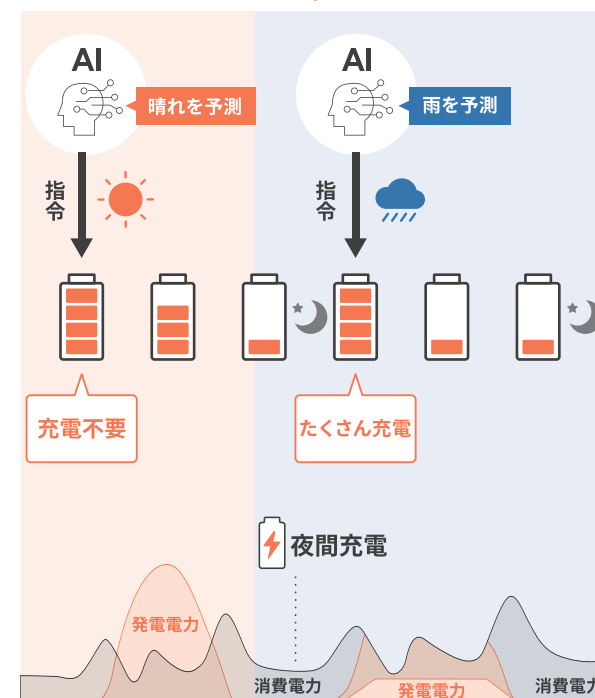 AI
晴れを予測
指令
充電不要
AI
雨を予測
指令
たくさん充電
夜間充電
発電電力
消費電力
発電電力
消費電力